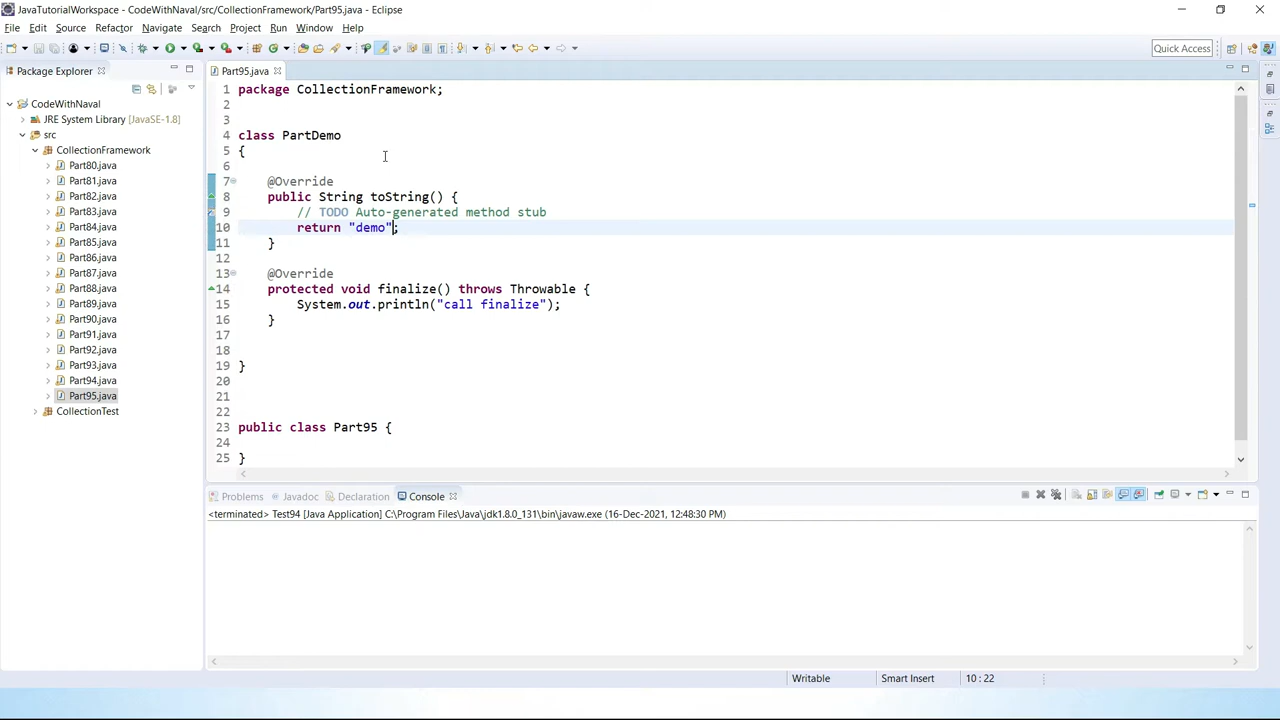 JavaTutorialWorkspace - CodeWithNaval/src/CollectionFramework/Part95.java - Eclipse
File Edit Source Refactor Navigate Search Project Run Window Help
Quick Access
Package Explorer
CodeWithNaval
JRE System Library [JavaSE-1.8]
src
CollectionFramework
Part80.java
Part81.java
Part82.java
Part83.java
Part84.java
Part85.java
Part86.java
Part87.java
Part88.java
Part89.java
Part90.java
Part91.java
Part92.java
Part93.java
Part94.java
Part95.java
CollectionTest
Part95.java
1 package CollectionFramework;
2
3
4 class PartDemo
5 {
6
7 @Override
8 public String toString() {
9 // TODO Auto-generated method stub
10 return "demo";
11 }
12
13 @Override
14 protected void finalize() throws Throwable {
15 System.out.println("call finalize");
16 }
17
18
19 }
20
21
22
23 public class Part95 {
24
25 }
Problems Javadoc Declaration Console
<terminated> Test94 [Java Application] C:\Program Files\Java\jdk1.8.0_131\bin\javaw.exe (16-Dec-2021, 12:48:30 PM)
Writable Smart Insert 10 : 22